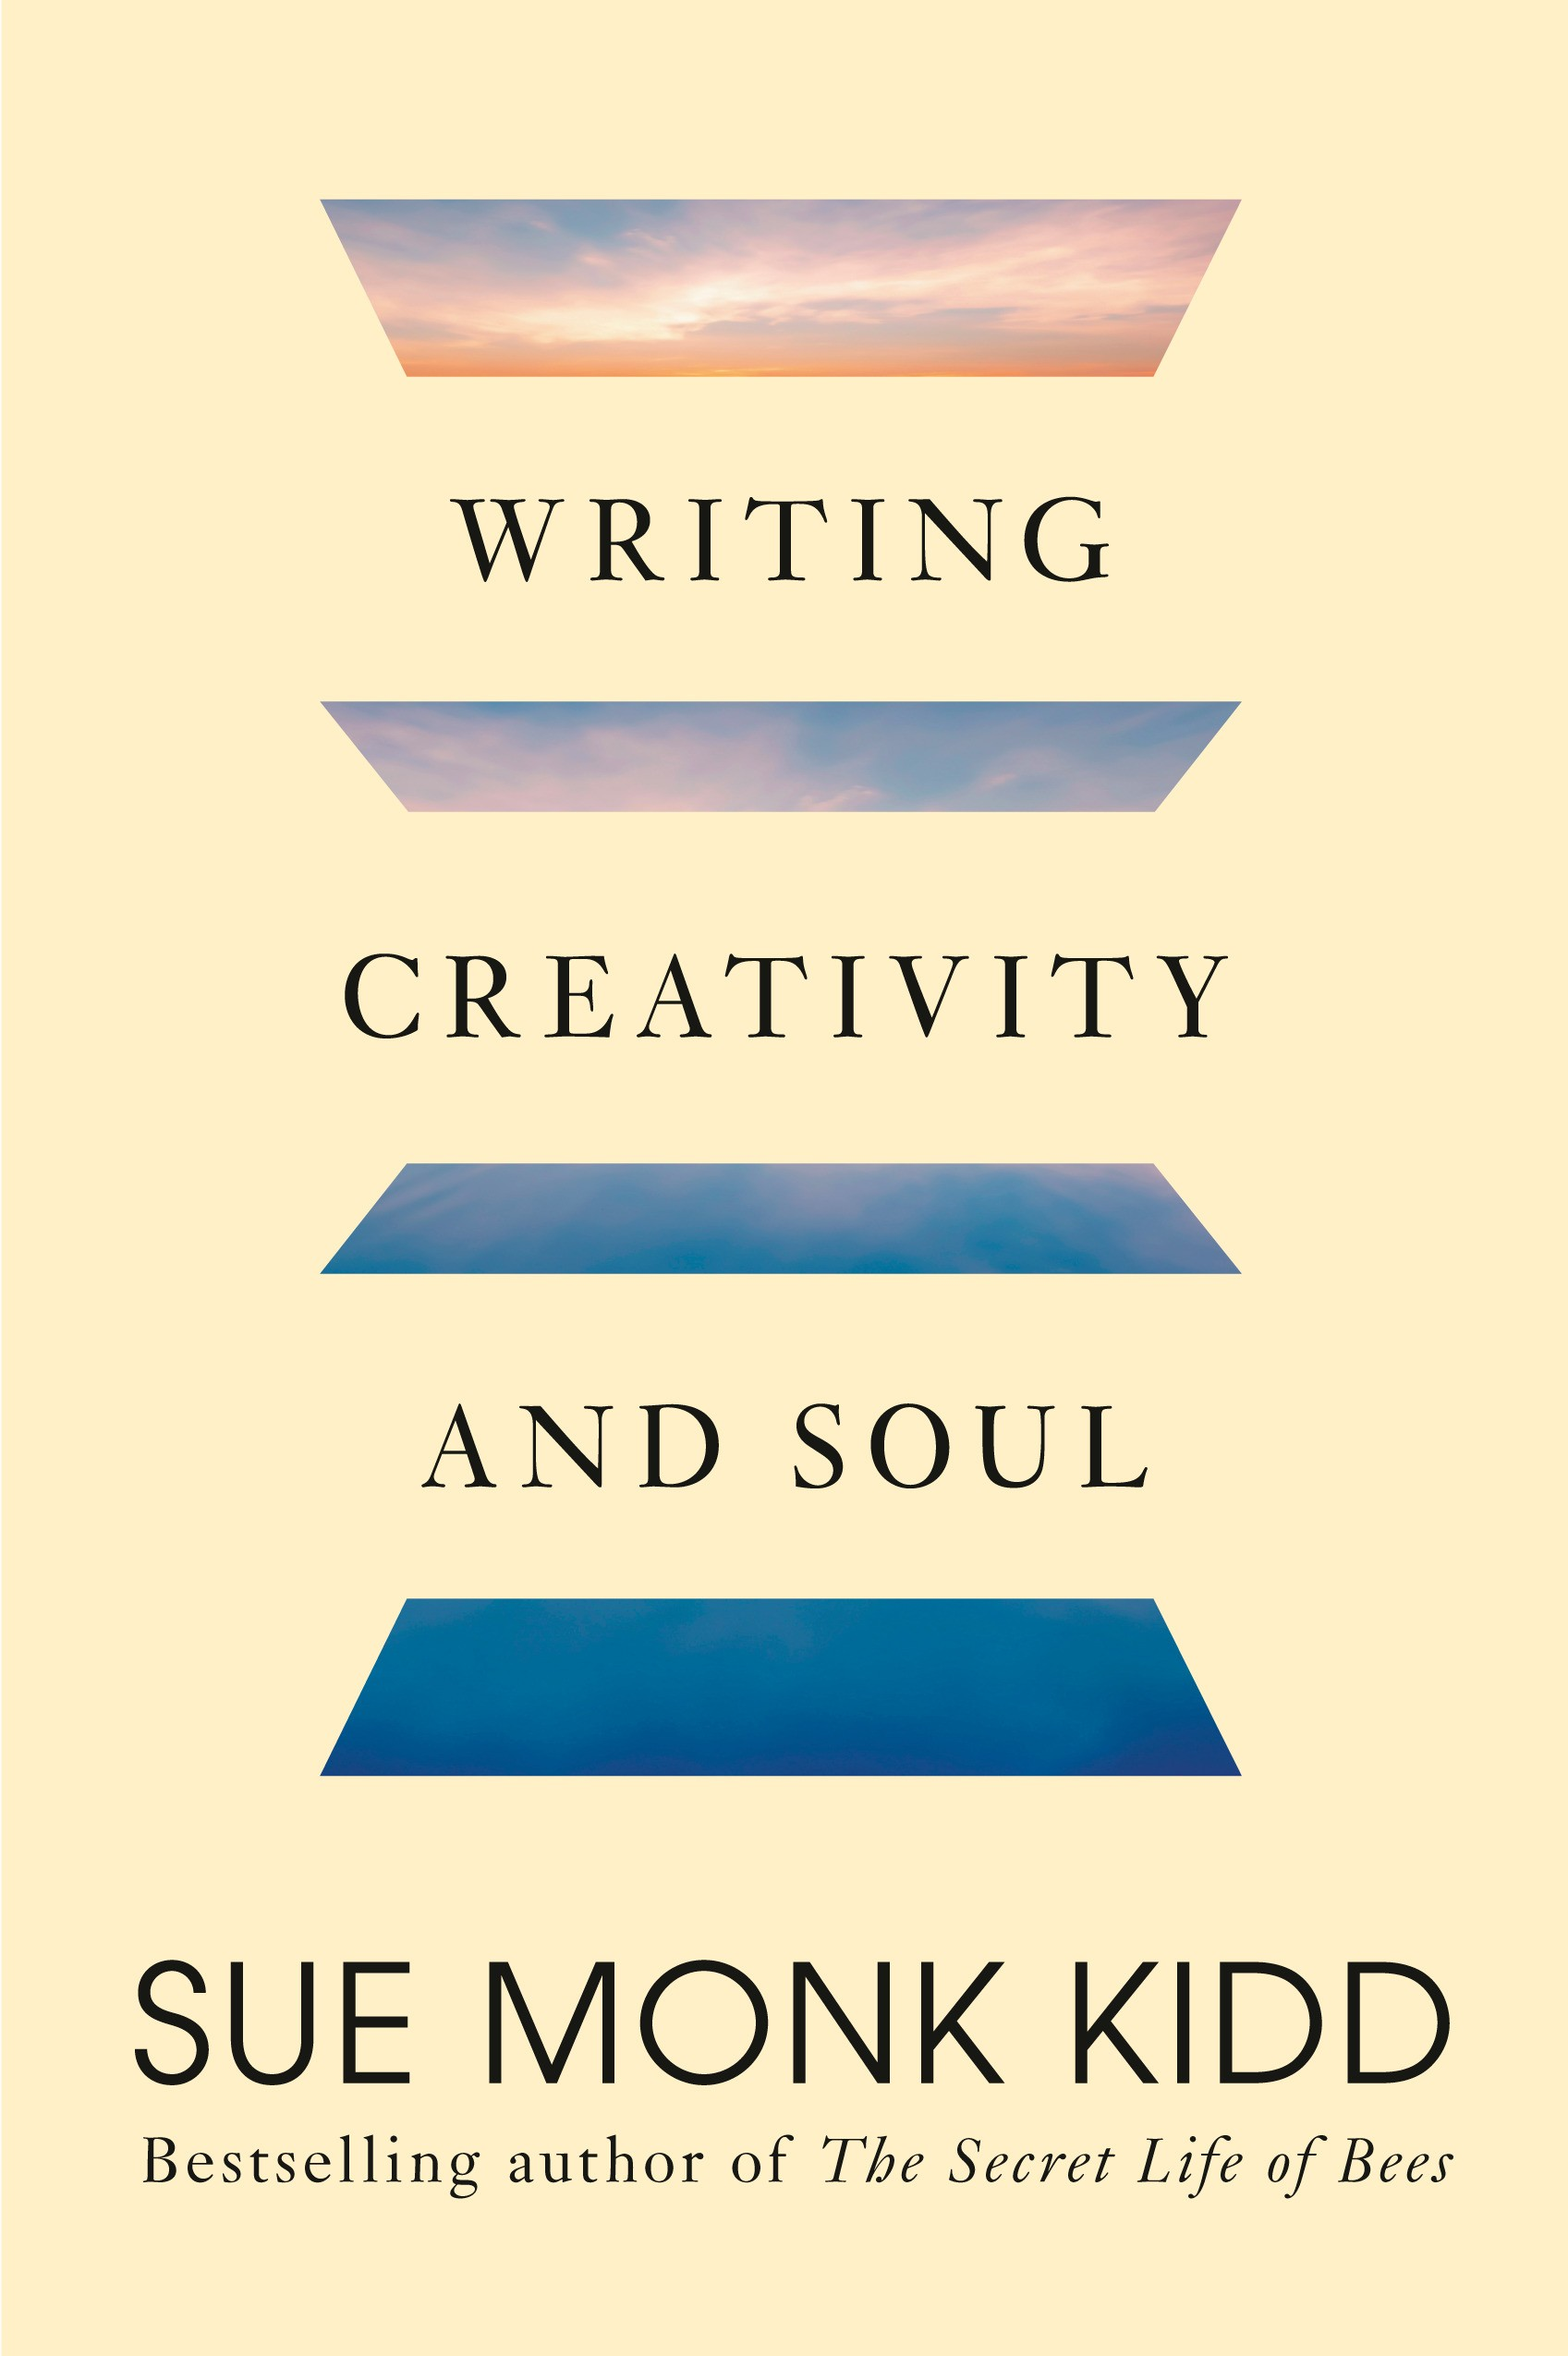 WRITING
CREATIVITY
AND SOUL
SUE MONK KIDD
Bestselling author of The Secret Life of Bees